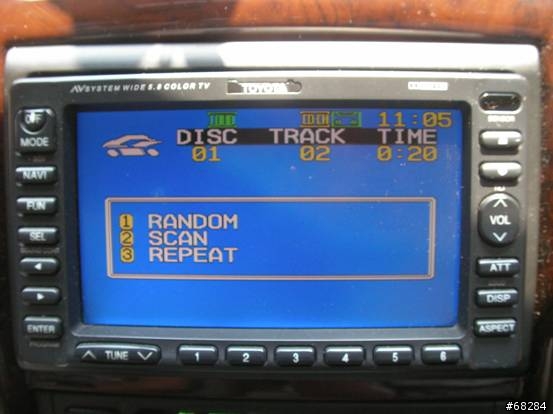 AV SYSTEM WIDE 5.8 COLOR TV
TOYOTA
OFF
MODE
NAVI
FUN
SEL
ENTER
11:05
DISC TRACK TIME
01 02 0:20
1 RANDOM
2 SCAN
3 REPEAT
SENSOR
VOL
ATT
DISP
ASPECT
TUNE 1 2 3 4 5 6
#68284